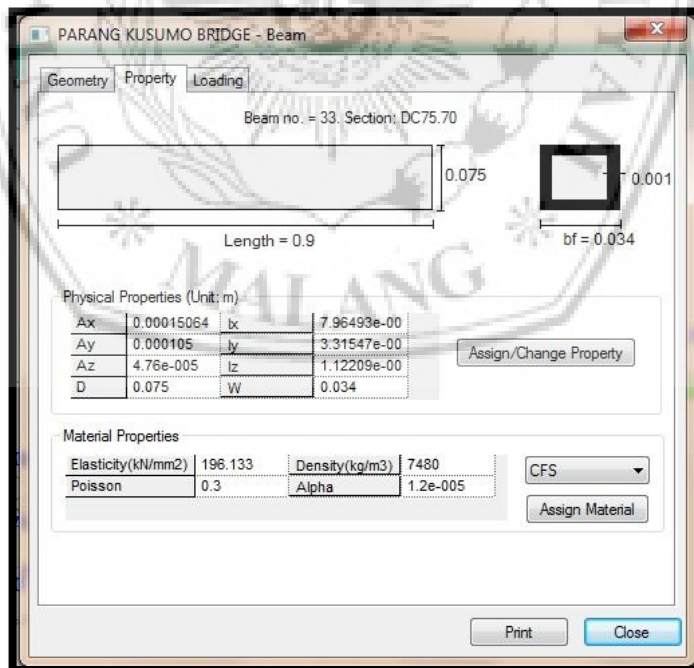 PARANG KUSUMO BRIDGE - Beam
x
Geometry Property Loading
Beam no. = 33. Section: DC75.70
0.075
0.001
Length = 0.9
bf = 0.034
MALANG
Physical Properties (Unit: m)
Ax 0.00015064 Ix 7.96493e-00
Ay 0.000105 Iy 3.31547e-00
Az 4.76e-005 Iz 1.12209e-00
D 0.075 W 0.034
Assign/Change Property
Material Properties
Elasticity(kN/mm2) 196.133 Density(kg/m3) 7480
Poisson 0.3 Alpha 1.2e-005
CFS
Assign Material
Print Close